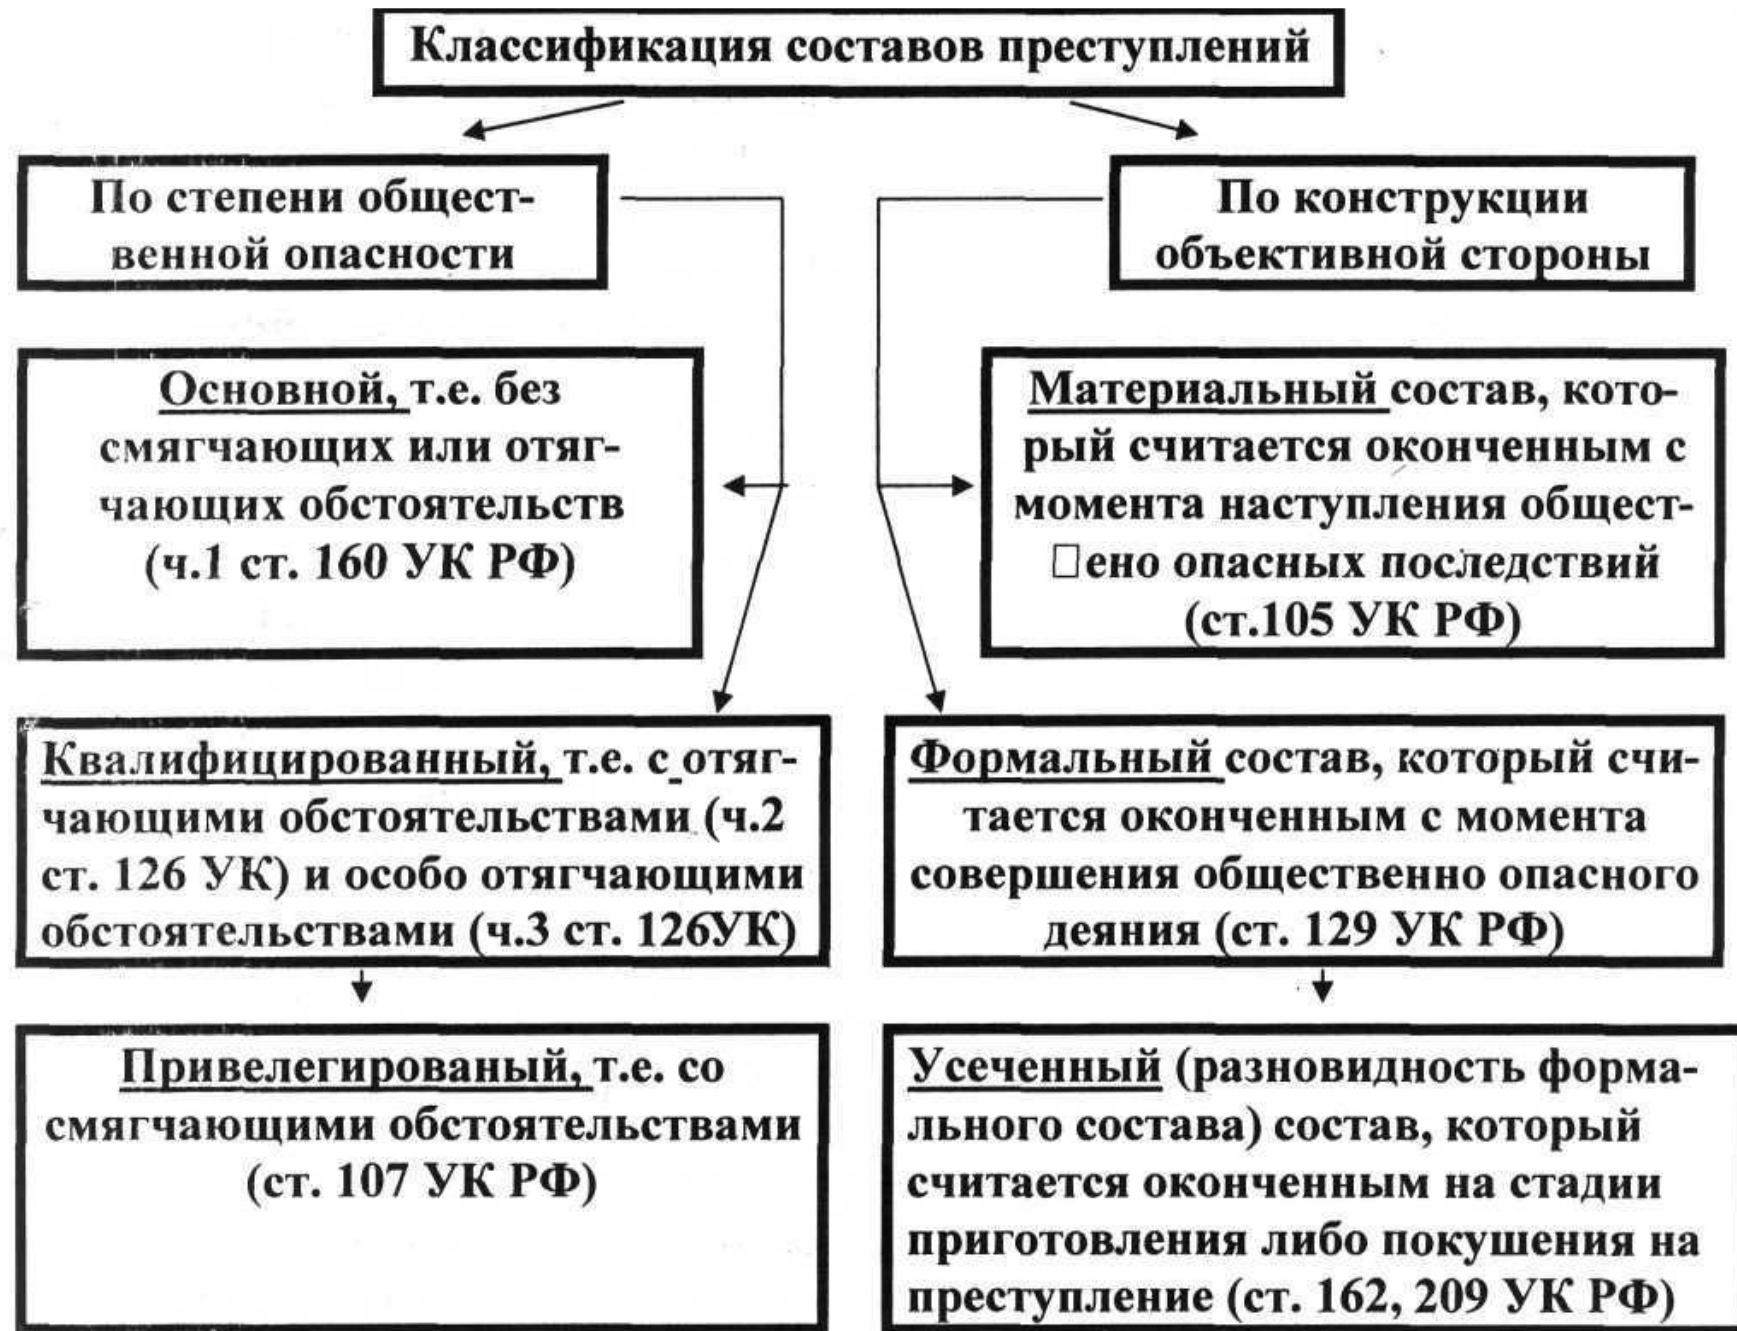 Классификация составов преступлений
По степени общест-
венной опасности
По конструкции
объективной стороны
Основной, т.е. без
смягчающих или отяг-
чающих обстоятельств
(ч.1 ст. 160 УК РФ)
Материальный состав, кото-
рый считается оконченным с
момента наступления общест-
□ено опасных последствий
(ст.105 УК РФ)
Квалифицированный, т.е. с отяг-
чающими обстоятельствами (ч.2
ст. 126 УК) и особо отягчающими
обстоятельствами (ч.3 ст. 126УК)
Формальный состав, который счи-
тается оконченным с момента
совершения общественно опасного
деяния (ст. 129 УК РФ)
Привелегированый, т.е. со
смягчающими обстоятельствами
(ст. 107 УК РФ)
Усеченный (разновидность форма-
льного состава) состав, который
считается оконченным на стадии
приготовления либо покушения на
преступление (ст. 162, 209 УК РФ)